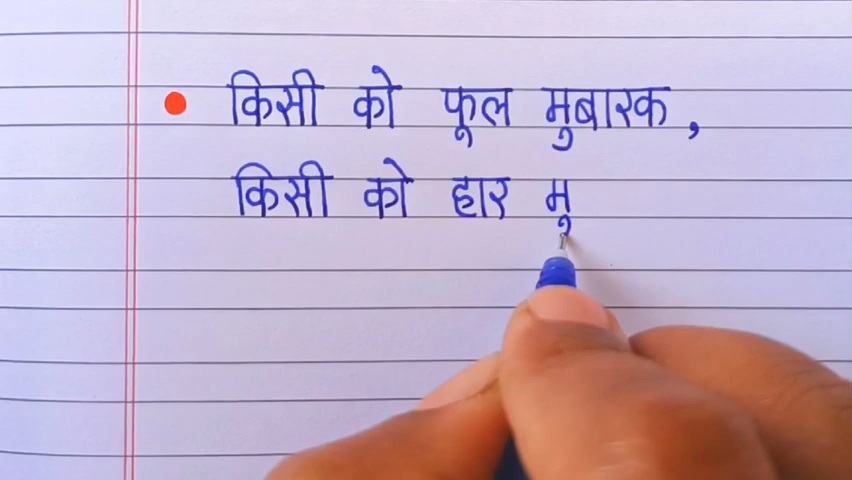 किसी को फूल मुबारक,
किसी को हार मु